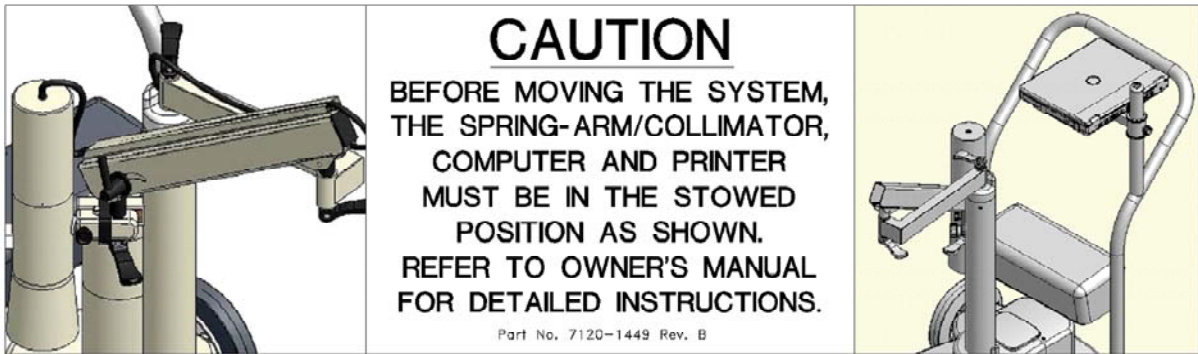 CAUTION
BEFORE MOVING THE SYSTEM,
THE SPRING-ARM/COLLIMATOR,
COMPUTER AND PRINTER
MUST BE IN THE STOWED
POSITION AS SHOWN.
REFER TO OWNER'S MANUAL
FOR DETAILED INSTRUCTIONS.
Part No. 7120-1449 Rev. B